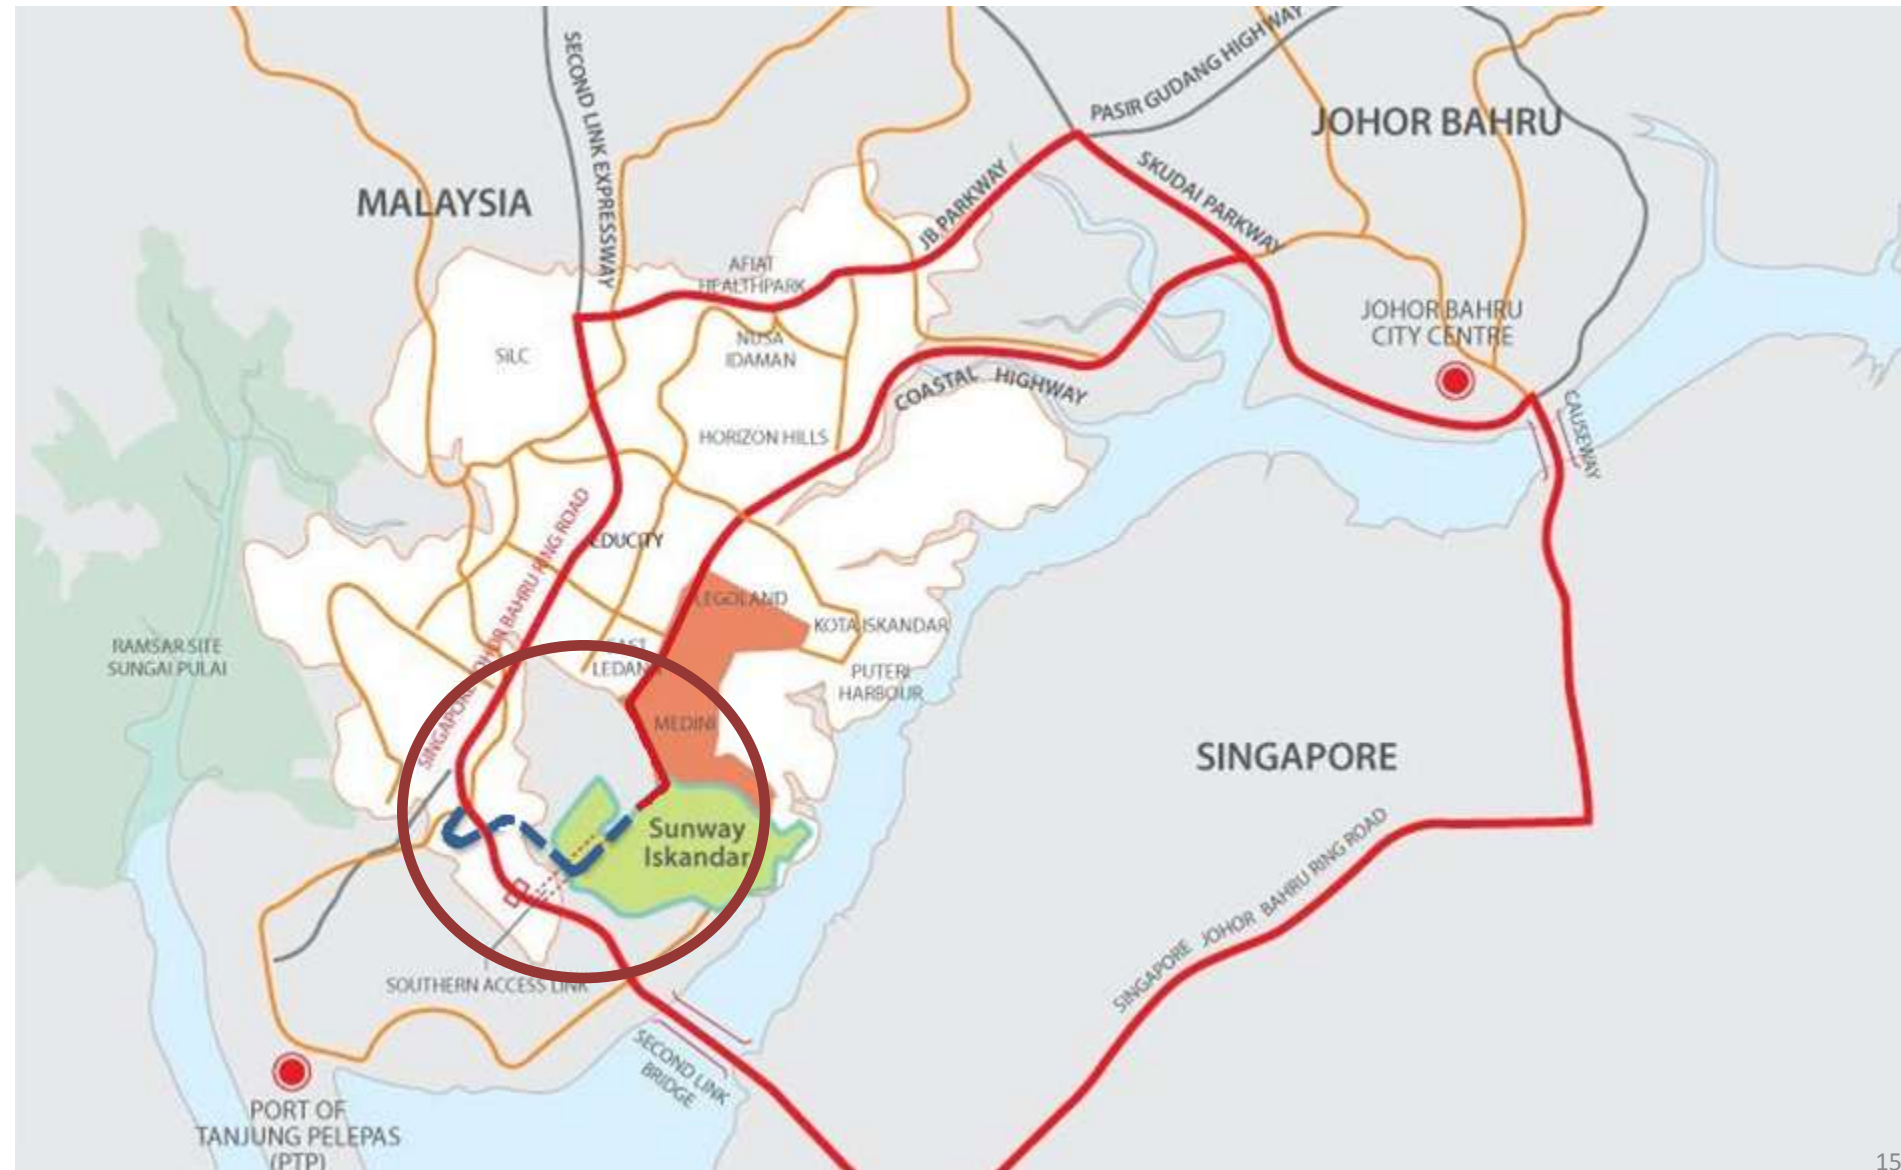 SECOND LINK EXPRESSWAY
PASIR GUDANG HIGHWAY
JOHOR BAHRU
SKUDAI PARKWAY
JB PARKWAY
MALAYSIA
AFIAT
HEALTHPARK
JOHOR BAHRU
CITY CENTRE
NUSA
IDAMAN
SiLC
COASTAL HIGHWAY
CAUSEWAY
HORIZON HILLS
EDUCITY
SINGAPORE JOHOR BAHRU RING ROAD
LEGOLAND
KOTA ISKANDAR
RAMSAR SITE
SUNGAI PULAI
EAST
LEDANG
PUTERI
HARBOUR
MEDINI
SINGAPORE
Sunway
Iskandar
SINGAPORE JOHOR BAHRU RING ROAD
SOUTHERN ACCESS LINK
SECOND LINK
BRIDGE
PORT OF
TANJUNG PELEPAS
(PTP)
15